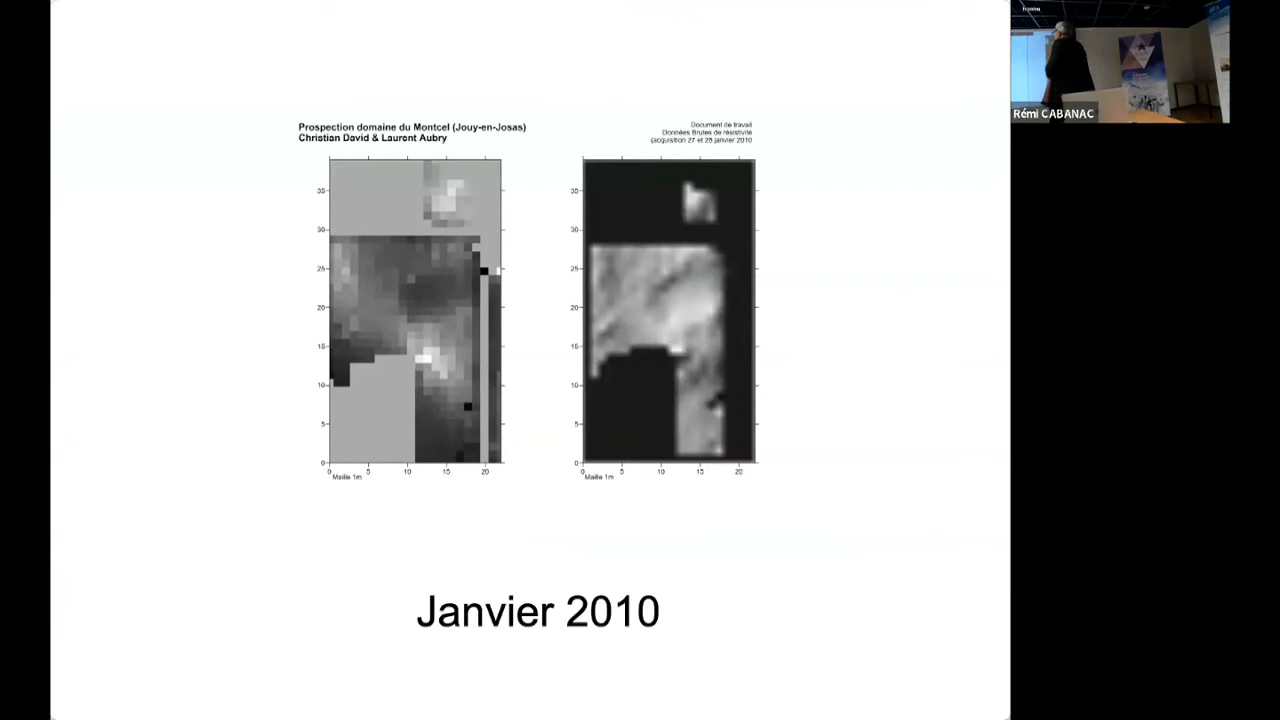 Prospection domaine du Montcel (Jouy-en-Josas)
Christian David & Laurent Aubry
Document de travail
Données Brutes de résistivité
(acquisition 27 et 28 janvier 2010
35
30
25
20
15
10
5
0
0 5 10 15 20
Maille 1m
35
30
25
20
15
10
5
0
0 5 10 15 20
Maille 1m
Janvier 2010
Rémi CABANAC